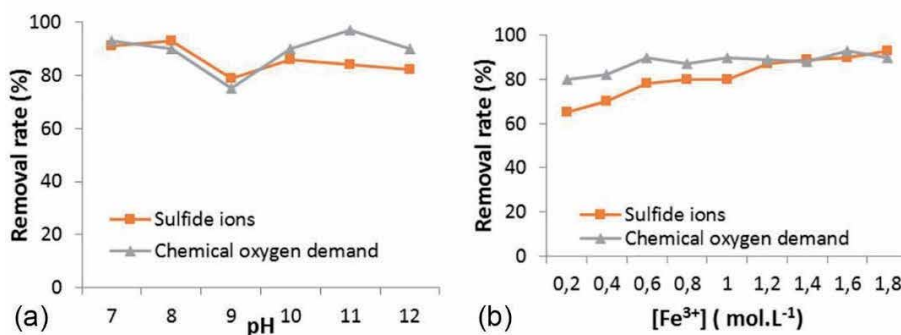 Removal rate (%)
100
80
60
40
20
0
Sulfide ions
Chemical oxygen demand
7 8 9 10 11 12
pH
(a)
Removal rate (%)
100
80
60
40
20
0
Sulfide ions
Chemical oxygen demand
0,2 0,4 0,6 0,8 1 1,2 1,4 1,6 1,8
[Fe³⁺] ( mol.L⁻¹)
(b)